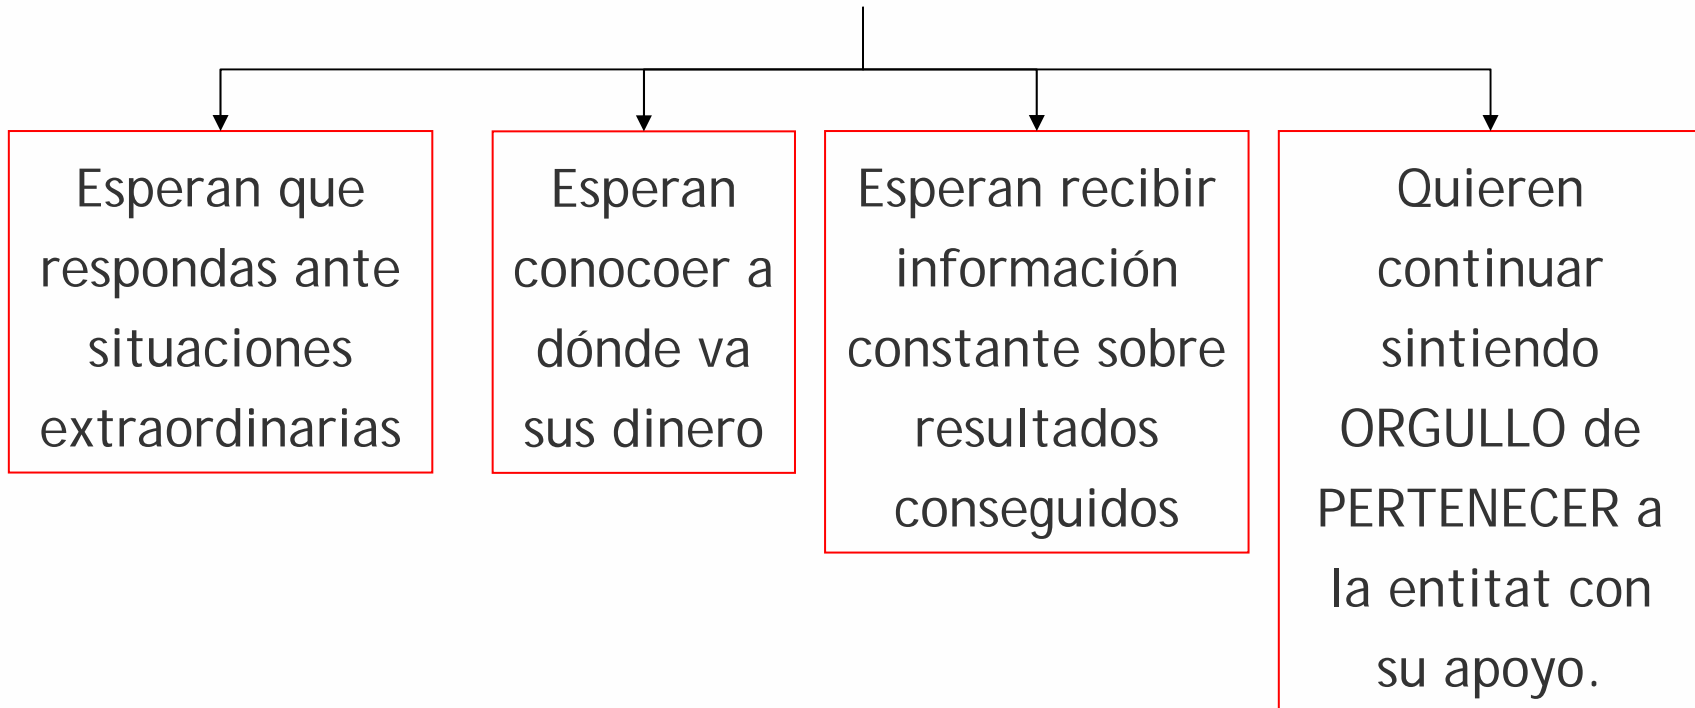 Esperan que
respondas ante
situaciones
extraordinarias
Esperan
conocoer a
dónde va
sus dinero
Esperan recibir
información
constante sobre
resultados
conseguidos
Quieren
continuar
sintiendo
ORGULLO de
PERTENECER a
la entitat con
su apoyo.